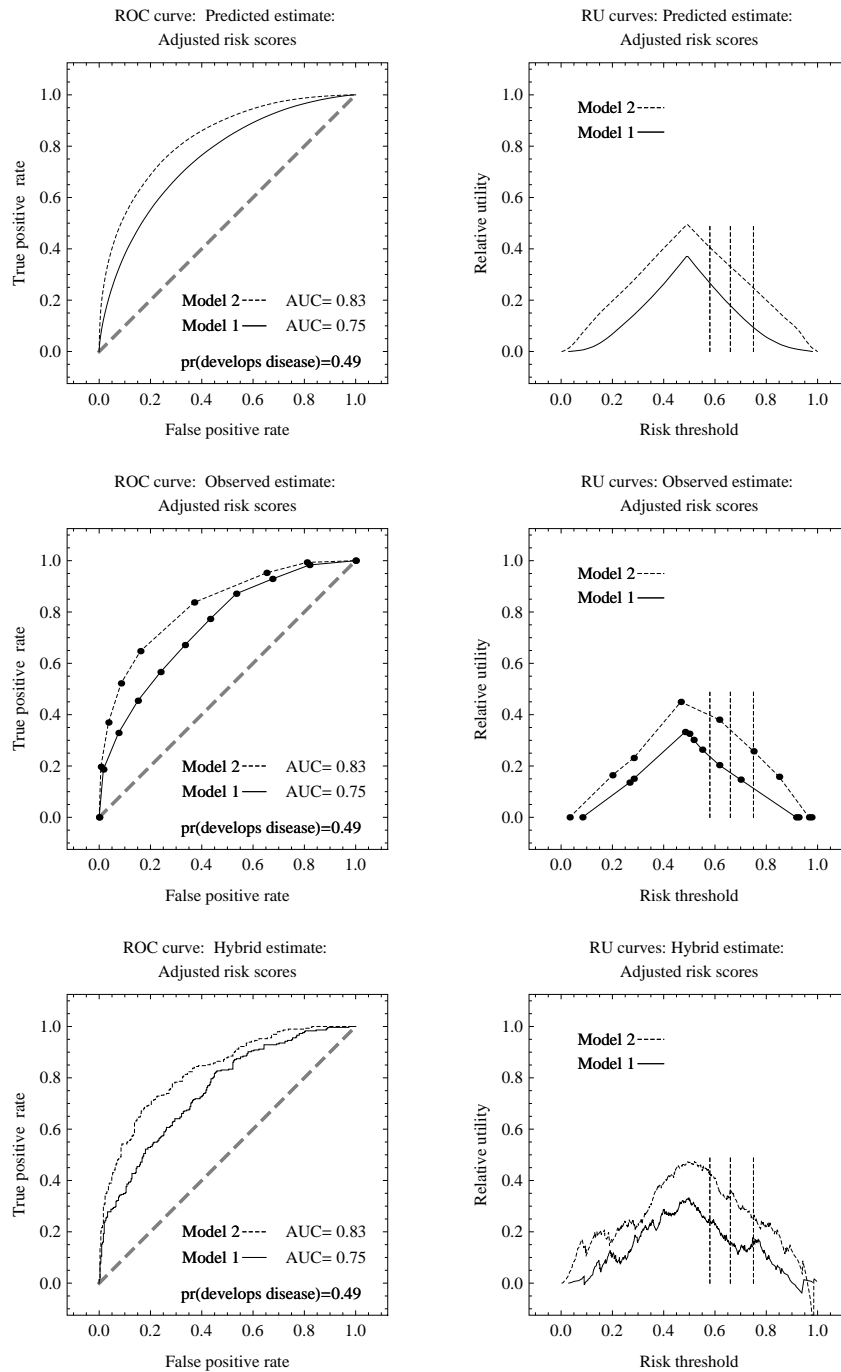 ROC curve: Predicted estimate:
Adjusted risk scores
1.0
0.8
0.6
0.4
0.2
0.0
True positive rate
Model 2 AUC= 0.83
Model 1 AUC= 0.75
pr(develops disease)=0.49
0.0 0.2 0.4 0.6 0.8 1.0
False positive rate
RU curves: Predicted estimate:
Adjusted risk scores
1.0
0.8
0.6
0.4
0.2
0.0
Relative utility
Model 2
Model 1
0.0 0.2 0.4 0.6 0.8 1.0
Risk threshold
ROC curve: Observed estimate:
Adjusted risk scores
1.0
0.8
0.6
0.4
0.2
0.0
True positive rate
Model 2 AUC= 0.83
Model 1 AUC= 0.75
pr(develops disease)=0.49
0.0 0.2 0.4 0.6 0.8 1.0
False positive rate
RU curves: Observed estimate:
Adjusted risk scores
1.0
0.8
0.6
0.4
0.2
0.0
Relative utility
Model 2
Model 1
0.0 0.2 0.4 0.6 0.8 1.0
Risk threshold
ROC curve: Hybrid estimate:
Adjusted risk scores
1.0
0.8
0.6
0.4
0.2
0.0
True positive rate
Model 2 AUC= 0.83
Model 1 AUC= 0.75
pr(develops disease)=0.49
0.0 0.2 0.4 0.6 0.8 1.0
False positive rate
RU curves: Hybrid estimate:
Adjusted risk scores
1.0
0.8
0.6
0.4
0.2
0.0
Relative utility
Model 2
Model 1
0.0 0.2 0.4 0.6 0.8 1.0
Risk threshold